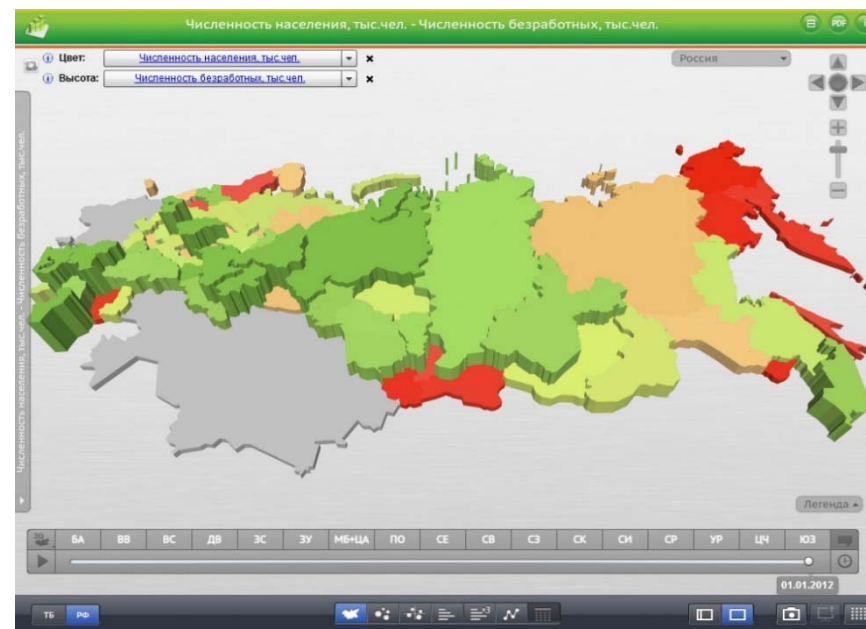 Численность населения, тыс.чел. - Численность безработных, тыс.чел.
PDF
Цвет: Численность населения, тыс.чел.
Высота: Численность безработных, тыс.чел.
Россия
Численность населения, тыс.чел. - Численность безработных, тыс.чел.
Легенда
3D БА ВВ ВС ДВ ЗС ЗУ МБ+ЦА ПО СЕ СВ СЗ СК СИ СР УР ЦЧ ЮЗ
01.01.2012
ТБ РФ